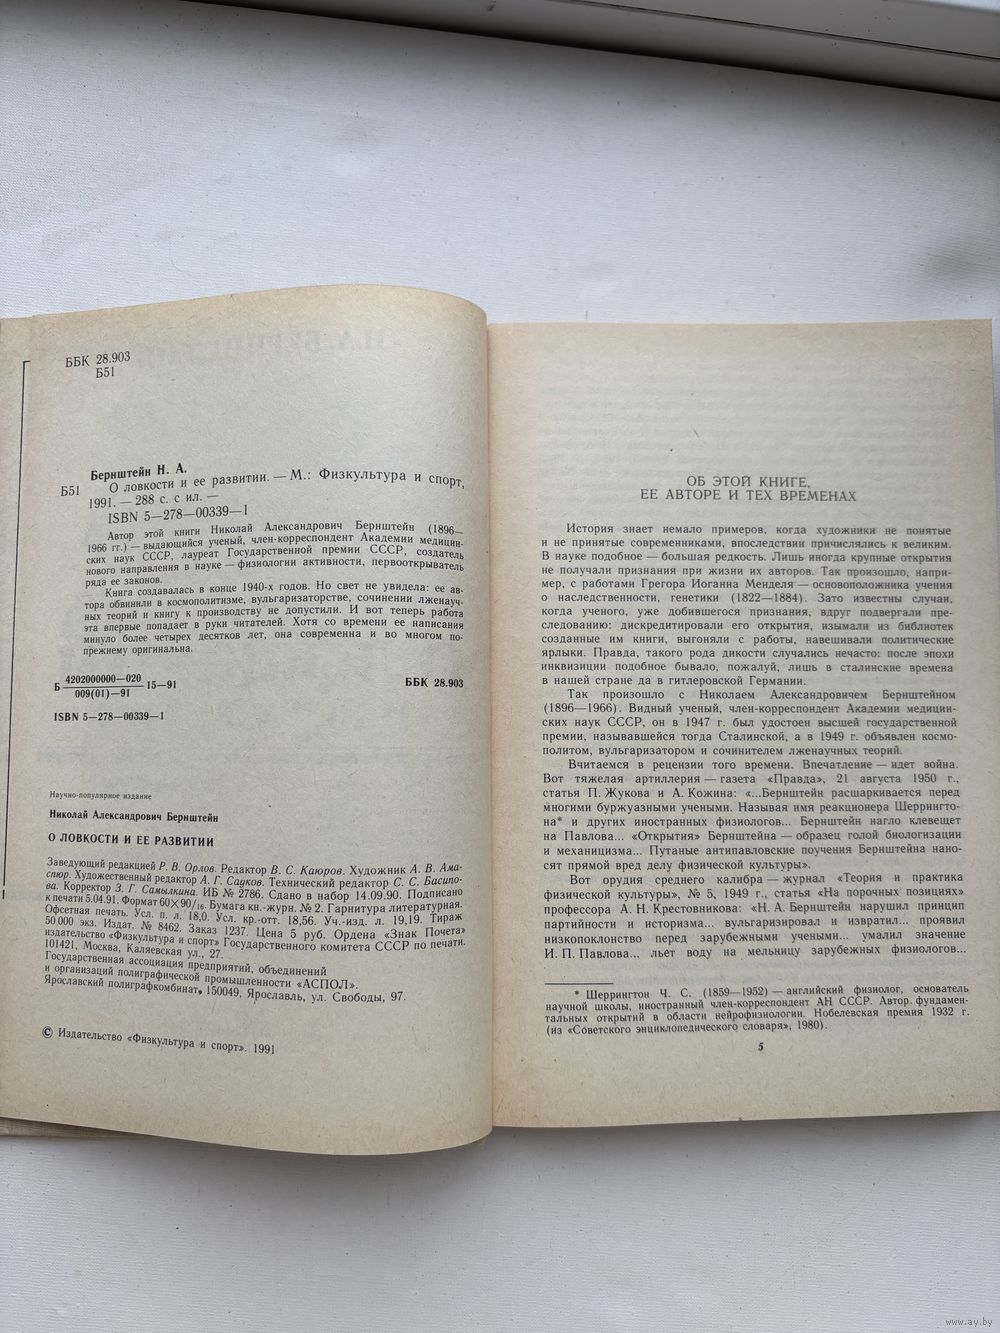 ББК 28.903
Б51
Бернштейн Н. А.
Б51 О ловкости и ее развитии. — М.: Физкультура и спорт,
1991. — 288 с. с ил. —
ISBN 5—278—00339—1
Автор этой книги Николай Александрович Бернштейн (1896—
1966 гг.) — выдающийся ученый, член-корреспондент Академии медицин-
ских наук СССР, лауреат Государственной премии СССР, создатель
нового направления в науке — физиологии активности, первооткрыватель
ряда ее законов.
Книга создавалась в конце 1940-х годов. Но свет не увидела: ее ав-
тора обвинили в космополитизме, вульгаризаторстве, сочинении лженауч-
ных теорий и книгу к производству не допустили. И вот теперь работа
эта впервые попадает в руки читателей. Хотя со времени ее написания
минуло более четырех десятков лет, она современна и во многом по-
прежнему оригинальна.
Б 4202000000—020
009(01)—91 15—91 ББК 28.903
ISBN 5—278—00339—1
Научно-популярное издание
Николай Александрович Бернштейн
О ЛОВКОСТИ И ЕЕ РАЗВИТИИ
Заведующий редакцией Р. В. Орлов. Редактор В. С. Каюров. Художник А. В. Ама-
спюр. Художественный редактор А. Г. Сауков. Технический редактор С. С. Басипо-
ва. Корректор З. Г. Самылкина. ИБ № 2786. Сдано в набор 14.09.90. Подписано
к печати 5.04.91. Формат 60×90/16. Бумага кн.-журн. № 2. Гарнитура литературная.
Офсетная печать. Усл. п. л. 18,0. Усл. кр.-отт. 18,56. Уч.-изд. л. 19,19. Тираж
50 000 экз. Издат. № 8462. Заказ 1237. Цена 5 руб. Ордена «Знак Почета»
издательство «Физкультура и спорт» Государственного комитета СССР по печати.
101421, Москва, Каляевская ул., 27.
Государственная ассоциация предприятий, объединений
и организаций полиграфической промышленности «АСПОЛ».
Ярославский полиграфкомбинат, 150049, Ярославль, ул. Свободы, 97.
© Издательство «Физкультура и спорт». 1991
ОБ ЭТОЙ КНИГЕ,
ЕЕ АВТОРЕ И ТЕХ ВРЕМЕНАХ
История знает немало примеров, когда художники не понятые
и не принятые современниками, впоследствии причислялись к великим.
В науке подобное — большая редкость. Лишь иногда крупные открытия
не получали признания при жизни их авторов. Так произошло, напри-
мер, с работами Грегора Иоганна Менделя — основоположника учения
о наследственности, генетики (1822—1884). Зато известны случаи,
когда ученого, уже добившегося признания, вдруг подвергали пре-
следованию: дискредитировали его открытия, изымали из библиотек
созданные им книги, выгоняли с работы, навешивали политические
ярлыки. Правда, такого рода дикости случались нечасто: после эпохи
инквизиции подобное бывало, пожалуй, лишь в сталинские времена
в нашей стране да в гитлеровской Германии.
Так произошло с Николаем Александровичем Бернштейном
(1896—1966). Видный ученый, член-корреспондент Академии медицин-
ских наук СССР, он в 1947 г. был удостоен высшей государственной
премии, называвшейся тогда Сталинской, а в 1949 г. объявлен космо-
политом, вульгаризатором и сочинителем лженаучных теорий.
Вчитаемся в рецензии того времени. Впечатление — идет война.
Вот тяжелая артиллерия — газета «Правда», 21 августа 1950 г.,
статья П. Жукова и А. Кожина: «...Бернштейн расшаркивается перед
многими буржуазными учеными. Называя имя реакционера Шеррингто-
на* и других иностранных физиологов... Бернштейн нагло клевещет
на Павлова... «Открытия» Бернштейна — образец голой биологизации
и механицизма... Путаные антипавловские поучения Бернштейна нано-
сят прямой вред делу физической культуры».
Вот орудия среднего калибра — журнал «Теория и практика
физической культуры», № 5, 1949 г., статья «На порочных позициях»
профессора А. Н. Крестовникова: «Н. А. Бернштейн нарушил принцип
партийности и историзма... вульгаризировал и извратил... проявил
низкопоклонство перед зарубежными учеными... умалил значение
И. П. Павлова... льет воду на мельницу зарубежных физиологов...
* Шеррингтон Ч. С. (1859—1952) — английский физиолог, основатель
научной школы, иностранный член-корреспондент АН СССР. Автор фундамен-
тальных открытий в области нейрофизиологии. Нобелевская премия 1932 г.
(из «Советского энциклопедического словаря», 1980).
5
www.ay.by